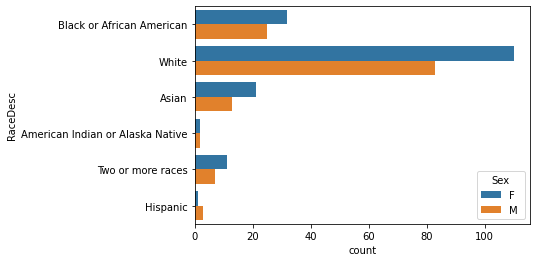 RaceDesc
Black or African American
White
Asian
American Indian or Alaska Native
Two or more races
Hispanic
0 20 40 60 80 100
count
Sex
F
M